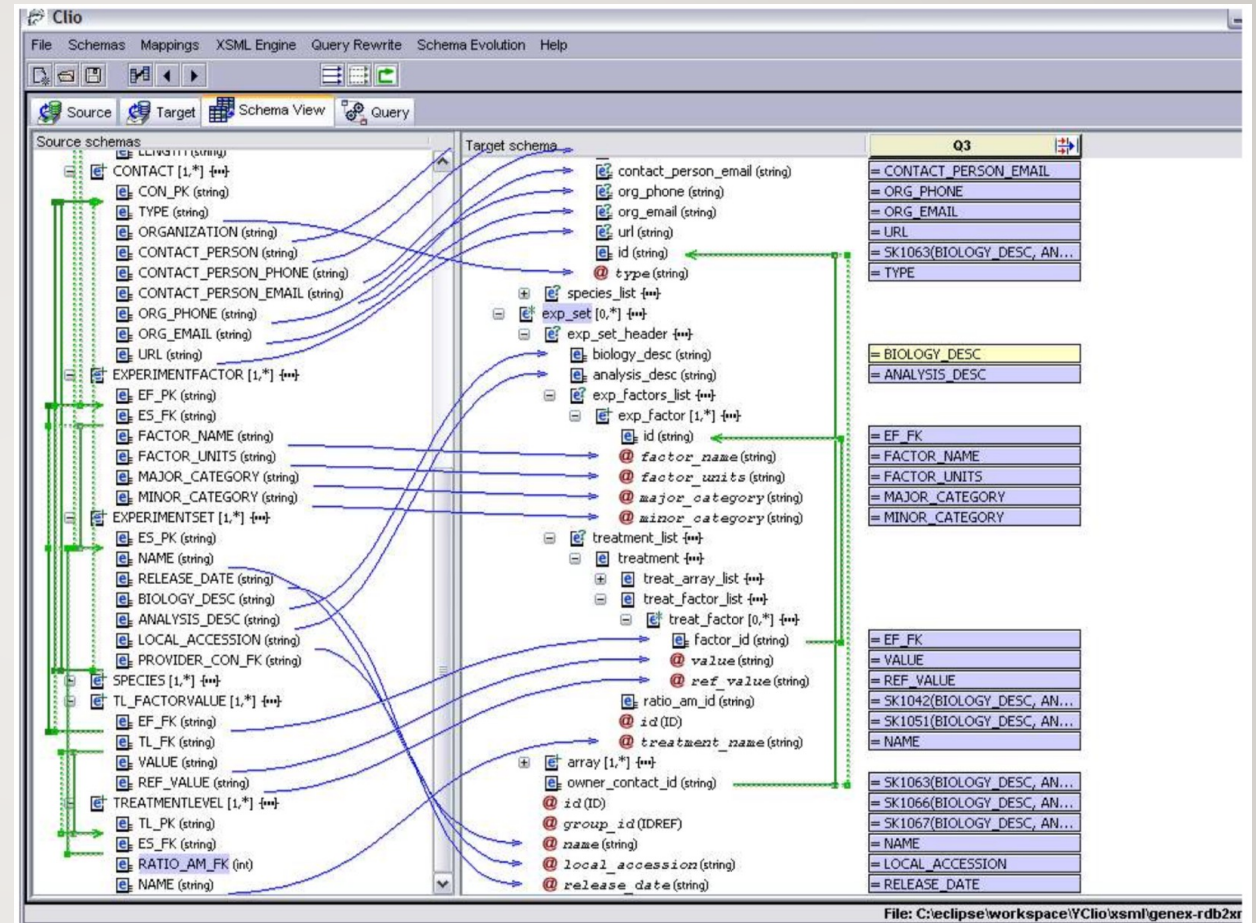 Clio
File Schemas Mappings XSML Engine Query Rewrite Schema Evolution Help
Source Target Schema View Query
Source schemas
LENGTH (string)
CONTACT [1,*] {...}
CON_PK (string)
TYPE (string)
ORGANIZATION (string)
CONTACT_PERSON (string)
CONTACT_PERSON_PHONE (string)
CONTACT_PERSON_EMAIL (string)
ORG_PHONE (string)
ORG_EMAIL (string)
URL (string)
EXPERIMENTFACTOR [1,*] {...}
EF_PK (string)
ES_FK (string)
FACTOR_NAME (string)
FACTOR_UNITS (string)
MAJOR_CATEGORY (string)
MINOR_CATEGORY (string)
EXPERIMENTSET [1,*] {...}
ES_PK (string)
NAME (string)
RELEASE_DATE (string)
BIOLOGY_DESC (string)
ANALYSIS_DESC (string)
LOCAL_ACCESSION (string)
PROVIDER_CON_FK (string)
SPECIES [1,*] {...}
TL_FACTORVALUE [1,*] {...}
EF_FK (string)
TL_FK (string)
VALUE (string)
REF_VALUE (string)
TREATMENTLEVEL [1,*] {...}
TL_PK (string)
ES_FK (string)
RATIO_AM_FK (int)
NAME (string)
Target schema
contact_person_email (string)
org_phone (string)
org_email (string)
url (string)
id (string)
@ type (string)
species_list {...}
exp_set [0,*] {...}
exp_set_header {...}
biology_desc (string)
analysis_desc (string)
exp_factors_list {...}
exp_factor [1,*] {...}
id (string)
@ factor_name (string)
@ factor_units (string)
@ major_category (string)
@ minor_category (string)
treatment_list {...}
treatment {...}
treat_array_list {...}
treat_factor_list {...}
treat_factor [0,*] {...}
factor_id (string)
@ value (string)
@ ref_value (string)
ratio_am_id (string)
@ id (ID)
@ treatment_name (string)
array [1,*] {...}
owner_contact_id (string)
@ id (ID)
@ group_id (IDREF)
@ name (string)
@ local_accession (string)
@ release_date (string)
Q3
= CONTACT_PERSON_EMAIL
= ORG_PHONE
= ORG_EMAIL
= URL
= SK1063(BIOLOGY_DESC, AN...
= TYPE
= BIOLOGY_DESC
= ANALYSIS_DESC
= EF_FK
= FACTOR_NAME
= FACTOR_UNITS
= MAJOR_CATEGORY
= MINOR_CATEGORY
= EF_FK
= VALUE
= REF_VALUE
= SK1042(BIOLOGY_DESC, AN...
= SK1051(BIOLOGY_DESC, AN...
= NAME
= SK1063(BIOLOGY_DESC, AN...
= SK1066(BIOLOGY_DESC, AN...
= SK1067(BIOLOGY_DESC, AN...
= NAME
= LOCAL_ACCESSION
= RELEASE_DATE
File: C:\eclipse\workspace\YClio\xsml\genex-rdb2x